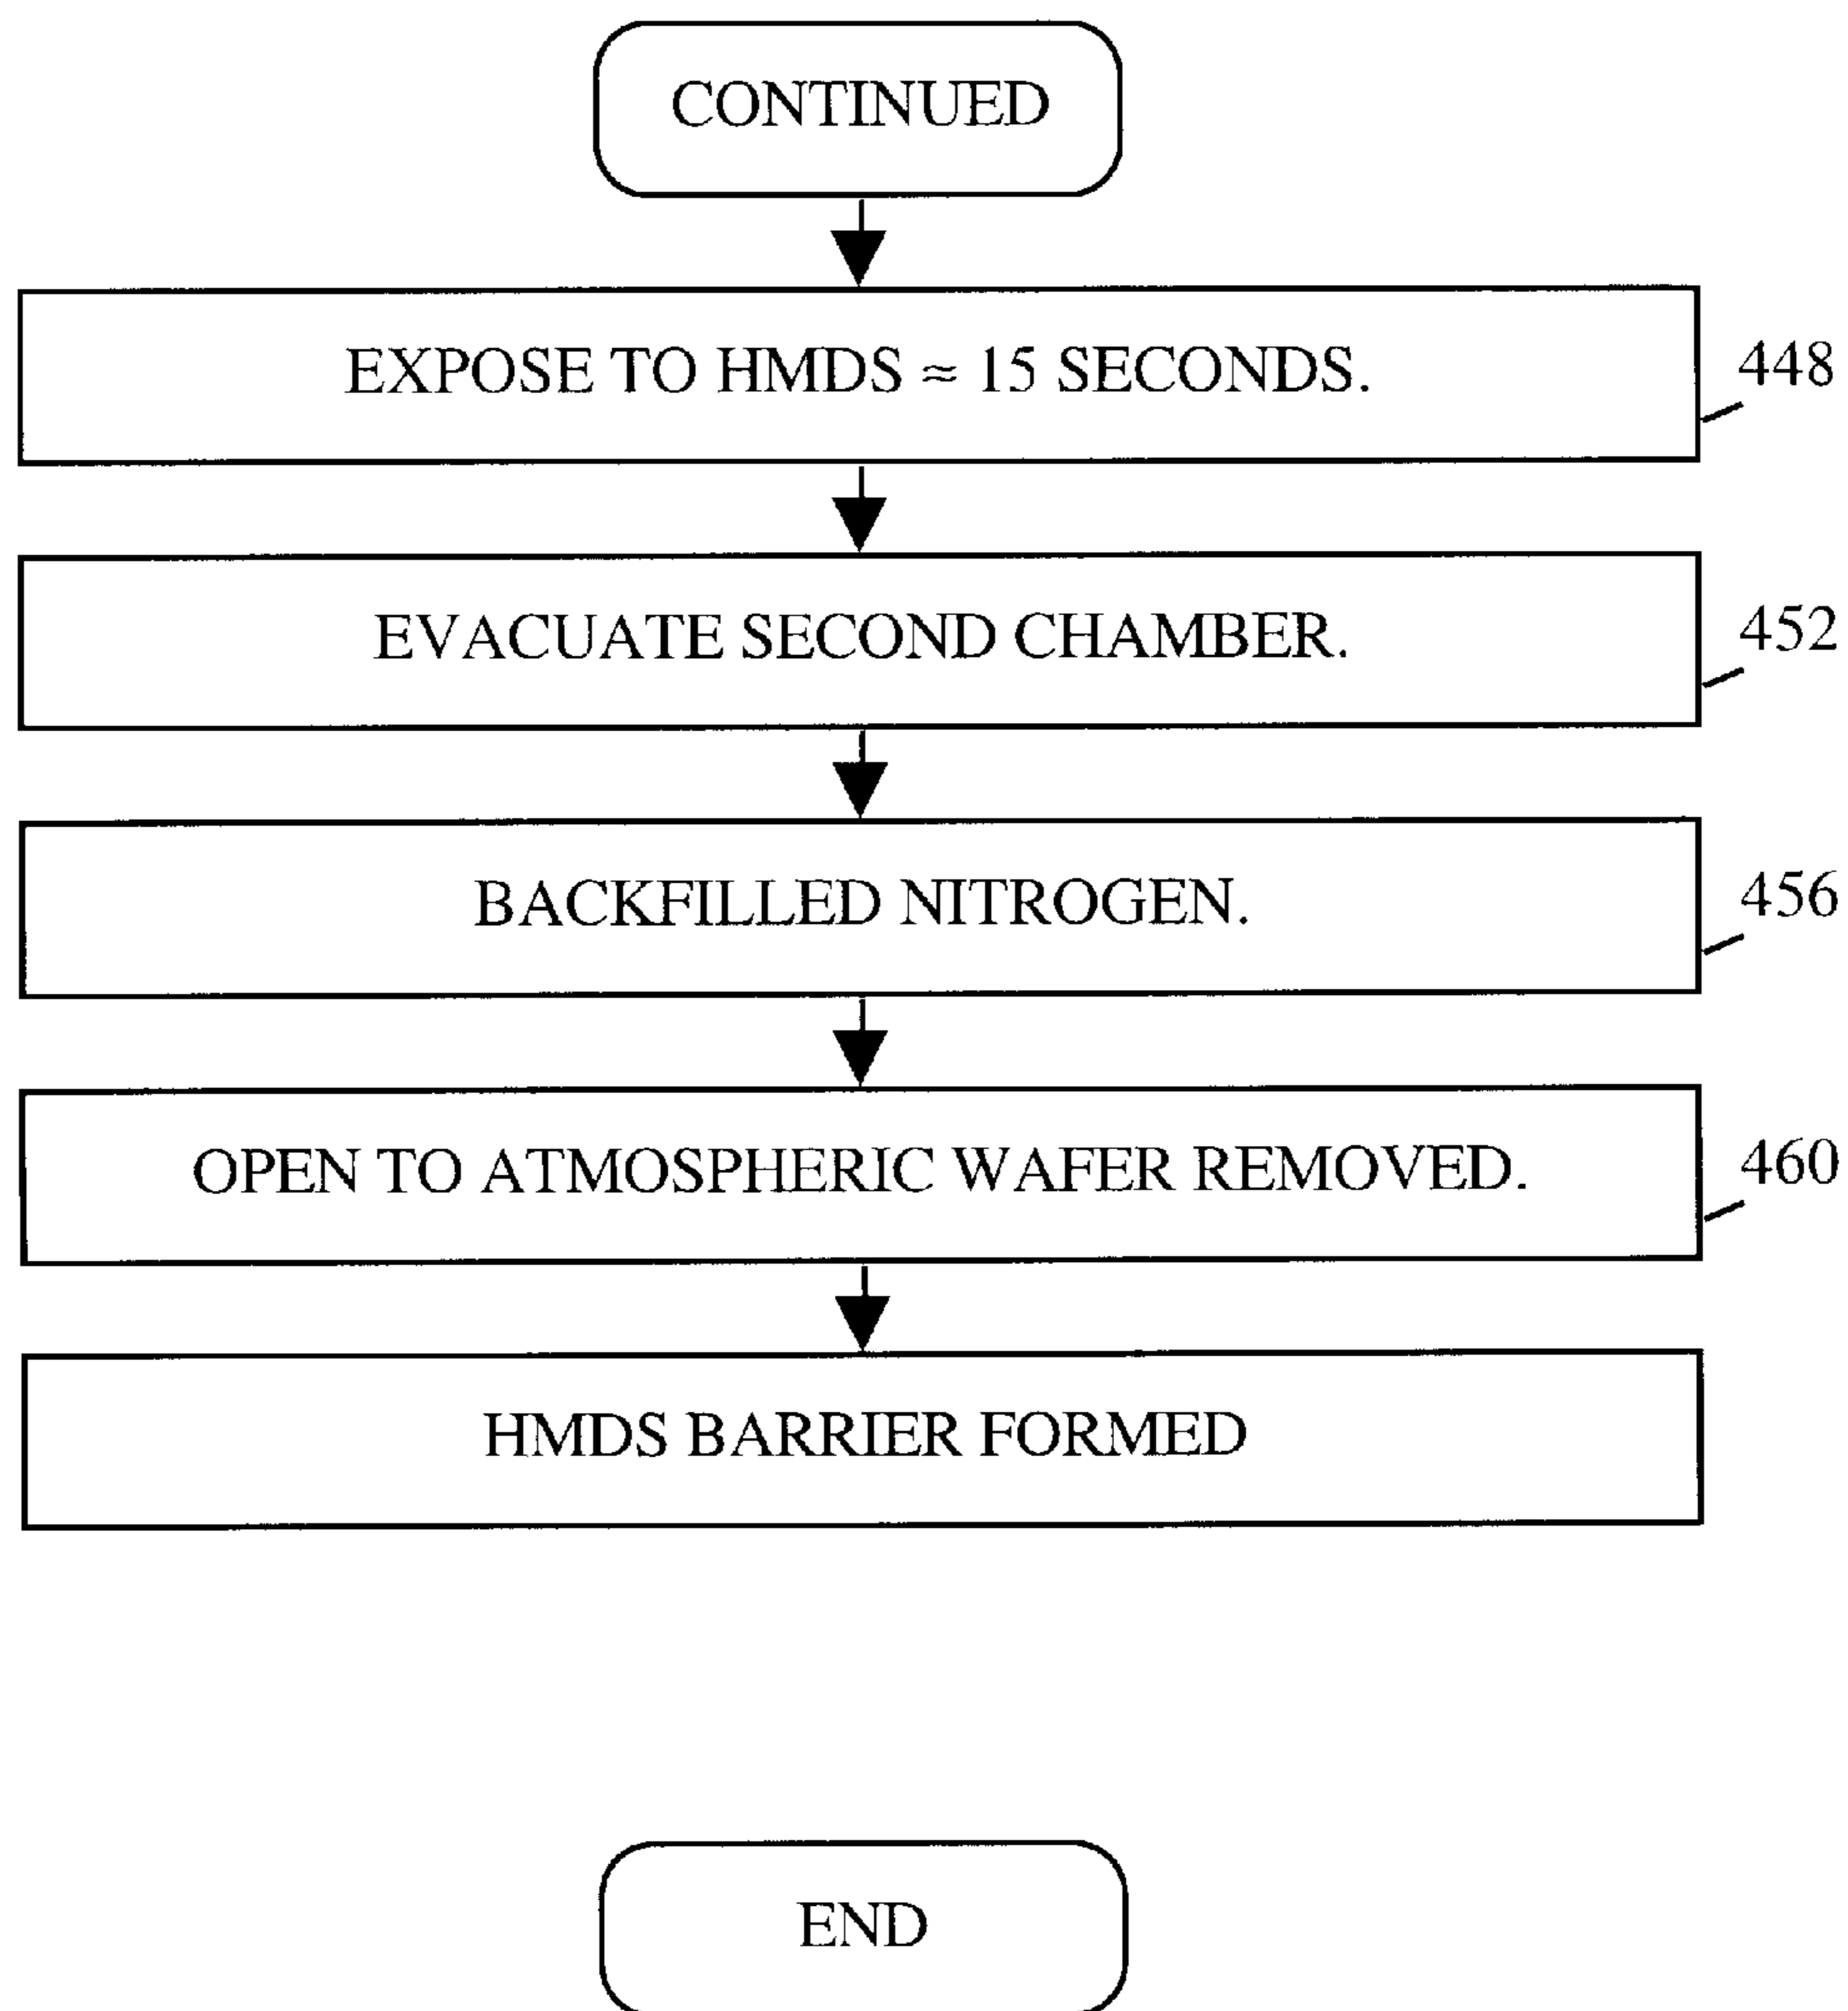 CONTINUED
EXPOSE TO HMDS ≈ 15 SECONDS.
448
EVACUATE SECOND CHAMBER.
452
BACKFILLED NITROGEN.
456
OPEN TO ATMOSPHERIC WAFER REMOVED.
460
HMDS BARRIER FORMED
END